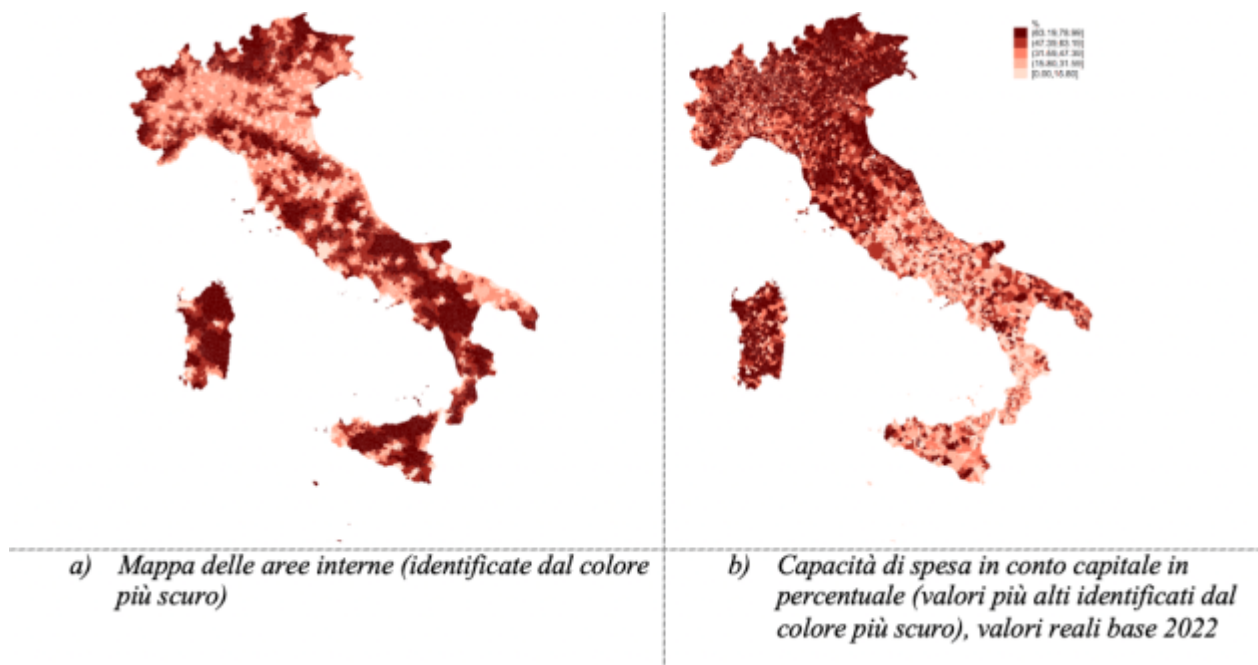 %
a) Mappa delle aree interne (identificate dal colore
più scuro)
b) Capacità di spesa in conto capitale in
percentuale (valori più alti identificati dal
colore più scuro), valori reali base 2022